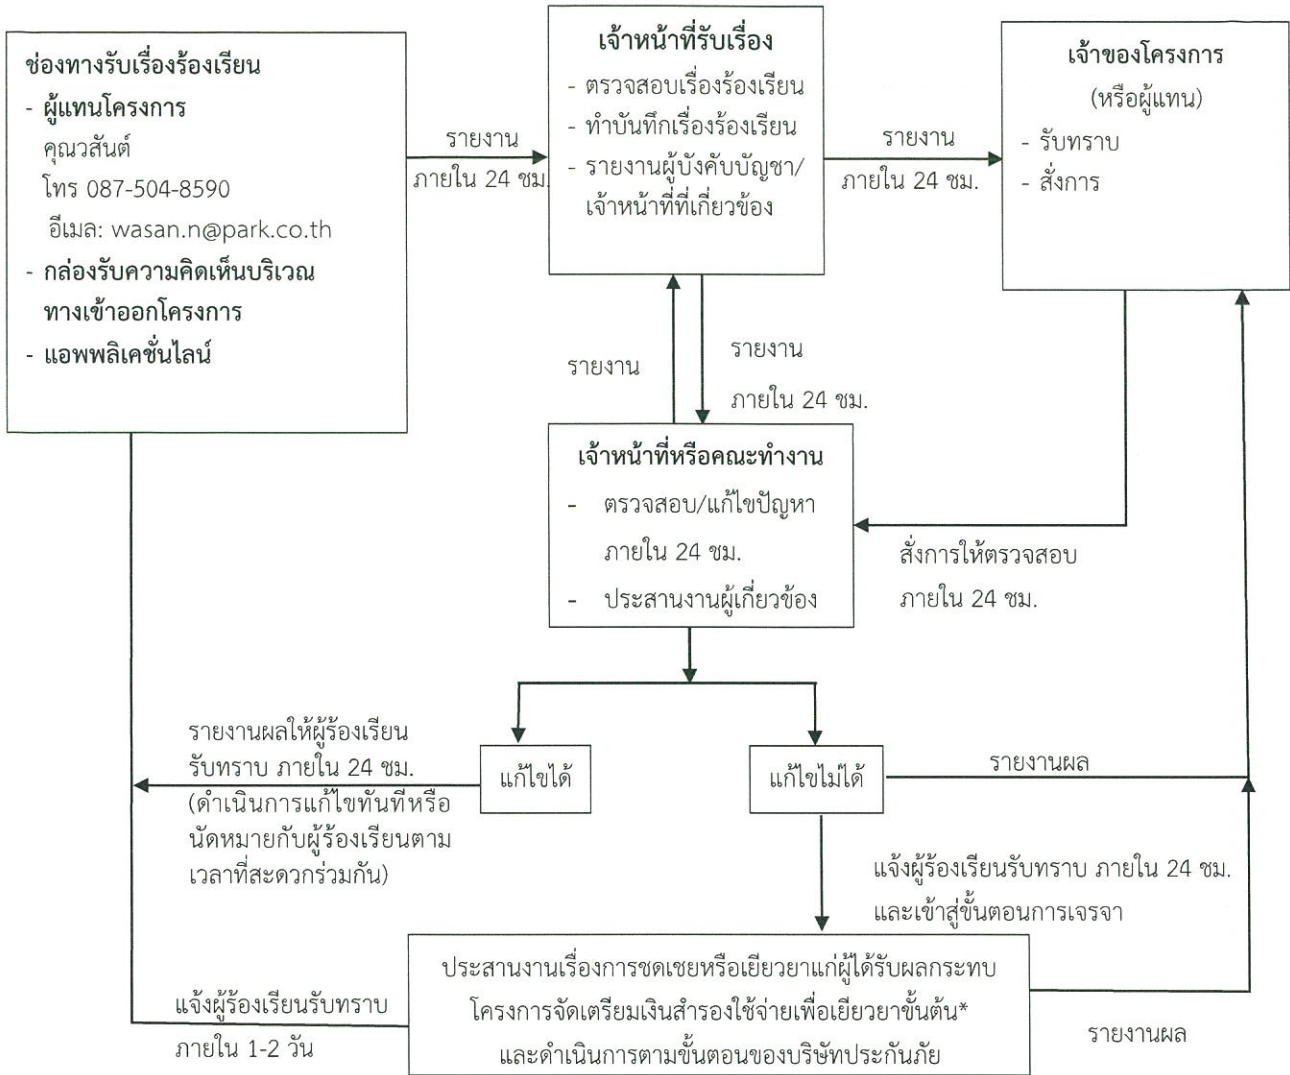 ช่องทางรับเรื่องร้องเรียน
- ผู้แทนโครงการ
คุณวสันต์
โทร 087-504-8590
อีเมล: wasan.n@park.co.th
- กล่องรับความคิดเห็นบริเวณ
ทางเข้าออกโครงการ
- แอพพลิเคชั่นไลน์
รายงาน
ภายใน 24 ชม.
เจ้าหน้าที่รับเรื่อง
- ตรวจสอบเรื่องร้องเรียน
- ทำบันทึกเรื่องร้องเรียน
- รายงานผู้บังคับบัญชา/
เจ้าหน้าที่ที่เกี่ยวข้อง
รายงาน
ภายใน 24 ชม.
เจ้าของโครงการ
(หรือผู้แทน)
- รับทราบ
- สั่งการ
รายงาน
รายงาน
ภายใน 24 ชม.
เจ้าหน้าที่หรือคณะทำงาน
- ตรวจสอบ/แก้ไขปัญหา
ภายใน 24 ชม.
- ประสานงานผู้เกี่ยวข้อง
สั่งการให้ตรวจสอบ
ภายใน 24 ชม.
รายงานผลให้ผู้ร้องเรียน
รับทราบ ภายใน 24 ชม.
(ดำเนินการแก้ไขทันทีหรือ
นัดหมายกับผู้ร้องเรียนตาม
เวลาที่สะดวกร่วมกัน)
แก้ไขได้
แก้ไขไม่ได้
รายงานผล
แจ้งผู้ร้องเรียนรับทราบ ภายใน 24 ชม.
และเข้าสู่ขั้นตอนการเจรจา
ประสานงานเรื่องการชดเชยหรือเยียวยาแก่ผู้ได้รับผลกระทบ
โครงการจัดเตรียมเงินสำรองใช้จ่ายเพื่อเยียวยาขั้นต้น*
และดำเนินการตามขั้นตอนของบริษัทประกันภัย
แจ้งผู้ร้องเรียนรับทราบ
ภายใน 1-2 วัน
รายงานผล